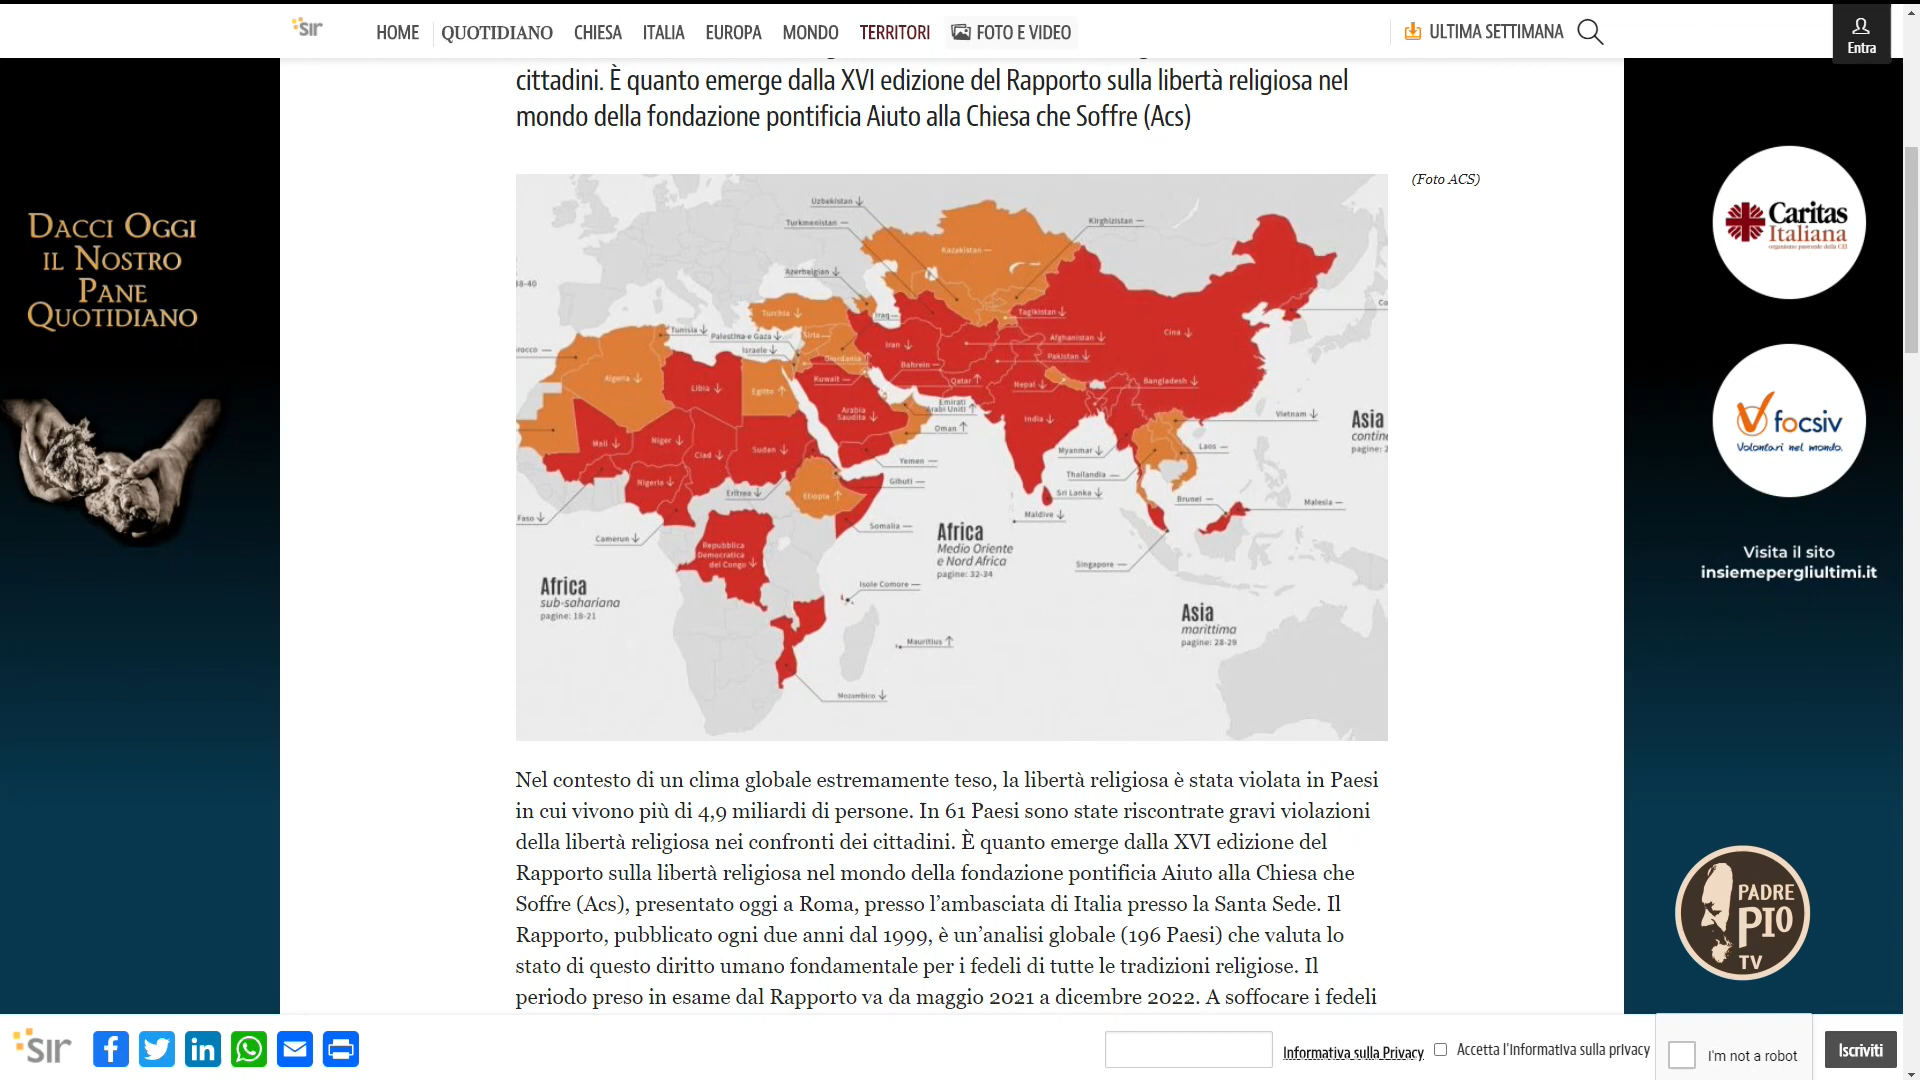 SIR
HOME
QUOTIDIANO
CHIESA
ITALIA
EUROPA
MONDO
TERRITORI
FOTO E VIDEO
ULTIMA SETTIMANA
Entra
cittadini. È quanto emerge dalla XVI edizione del Rapporto sulla libertà religiosa nel
mondo della fondazione pontificia Aiuto alla Chiesa che Soffre (Acs)
(Foto ACS)
DACCI OGGI
IL NOSTRO
PANE
QUOTIDIANO
Uzbekistan ↓
Turkmenistan —
Kirghizistan —
Kazakistan —
Azerbaigian ↓
38-40
Turchia ↓
Iraq —
Tagikistan ↓
Tunisia ↓
Palestina e Gaza ↓
Siria —
Cina ↓
Israele ↓
Iran ↓
Afghanistan ↓
rocco —
Giordania ↑
Pakistan ↓
Bahrein —
Algeria ↓
Kuwait —
Qatar ↑
Nepal ↓
Bangladesh ↓
Libia ↓
Egitto ↑
Emirati
Arabi Uniti ↑
Arabia
Saudita ↓
India ↓
Vietnam ↓
Oman ↑
Asia
contine
pagine: 2
Co
Mali ↓
Niger ↓
Ciad ↓
Sudan ↓
Myanmar ↓
Laos —
Yemen —
Thailandia —
Gibuti —
Nigeria ↓
Eritrea ↓
Etiopia ↑
Sri Lanka ↓
Brunei —
Malesia —
Faso ↓
Maldive ↓
Somalia —
Camerun ↓
Africa
Medio Oriente
e Nord Africa
pagine: 32-34
Repubblica
Democratica
del Congo ↓
Singapore —
Isole Comore —
Africa
sub-sahariana
pagine: 18-21
Asia
marittima
pagine: 28-29
Mauritius ↑
Mozambico ↓
Caritas
Italiana
organismo pastorale della CEI
focsiv
Volontari nel mondo.
Visita il sito
insiemepergliultimi.it
PADRE
PIO
TV
Nel contesto di un clima globale estremamente teso, la libertà religiosa è stata violata in Paesi
in cui vivono più di 4,9 miliardi di persone. In 61 Paesi sono state riscontrate gravi violazioni
della libertà religiosa nei confronti dei cittadini. È quanto emerge dalla XVI edizione del
Rapporto sulla libertà religiosa nel mondo della fondazione pontificia Aiuto alla Chiesa che
Soffre (Acs), presentato oggi a Roma, presso l'ambasciata di Italia presso la Santa Sede. Il
Rapporto, pubblicato ogni due anni dal 1999, è un'analisi globale (196 Paesi) che valuta lo
stato di questo diritto umano fondamentale per i fedeli di tutte le tradizioni religiose. Il
periodo preso in esame dal Rapporto va da maggio 2021 a dicembre 2022. A soffocare i fedeli
SIR
Informativa sulla Privacy
Accetta l'informativa sulla privacy
I'm not a robot
Iscriviti